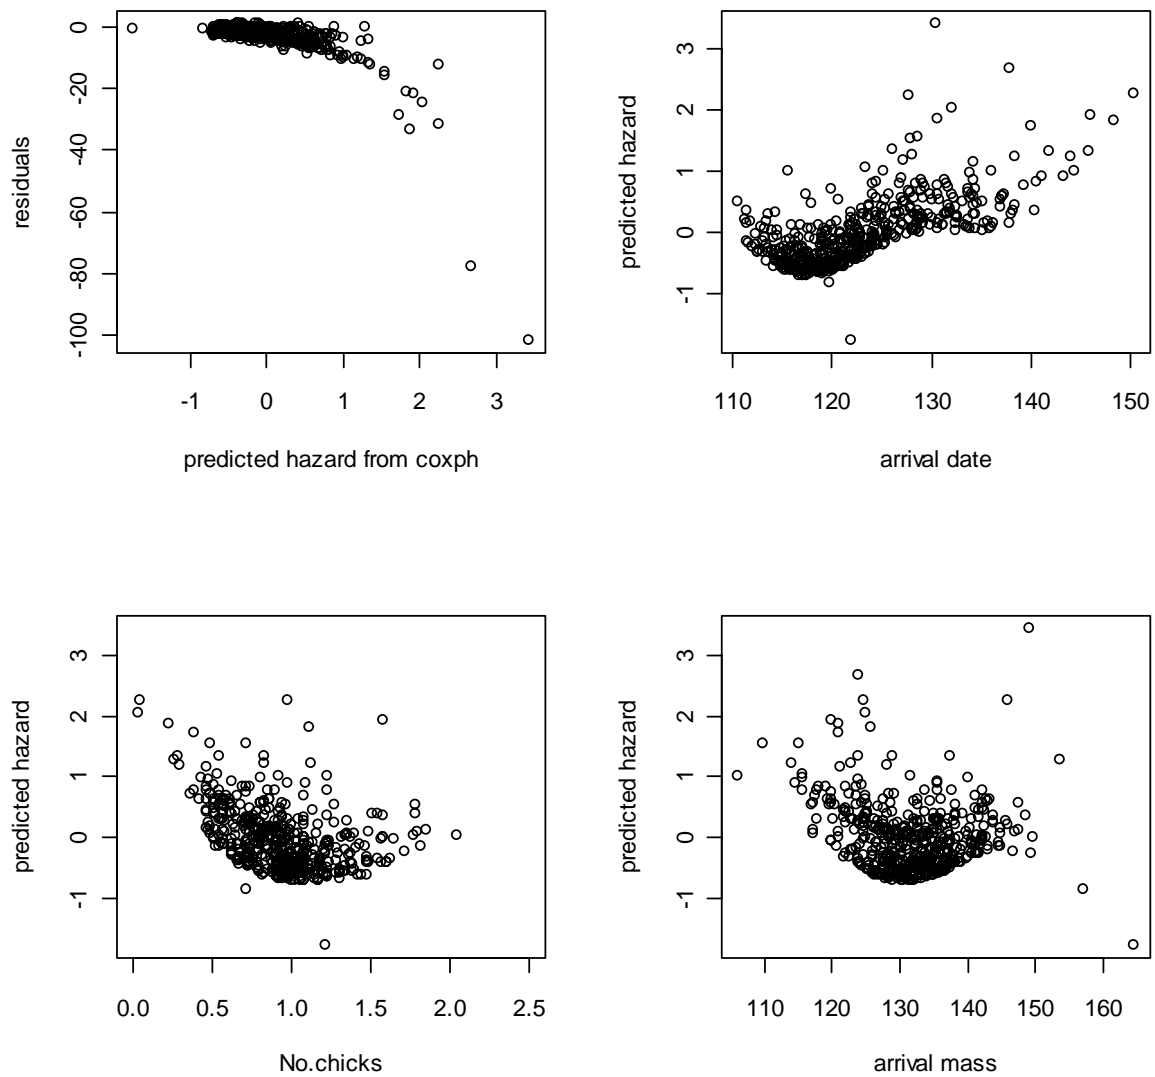 0
-20
-40
-60
-80
-100
residuals
-1 0 1 2 3
predicted hazard from coxph
3
2
1
0
-1
predicted hazard
110 120 130 140 150
arrival date
3
2
1
0
-1
predicted hazard
0.0 0.5 1.0 1.5 2.0 2.5
No.chicks
3
2
1
0
-1
predicted hazard
110 120 130 140 150 160
arrival mass